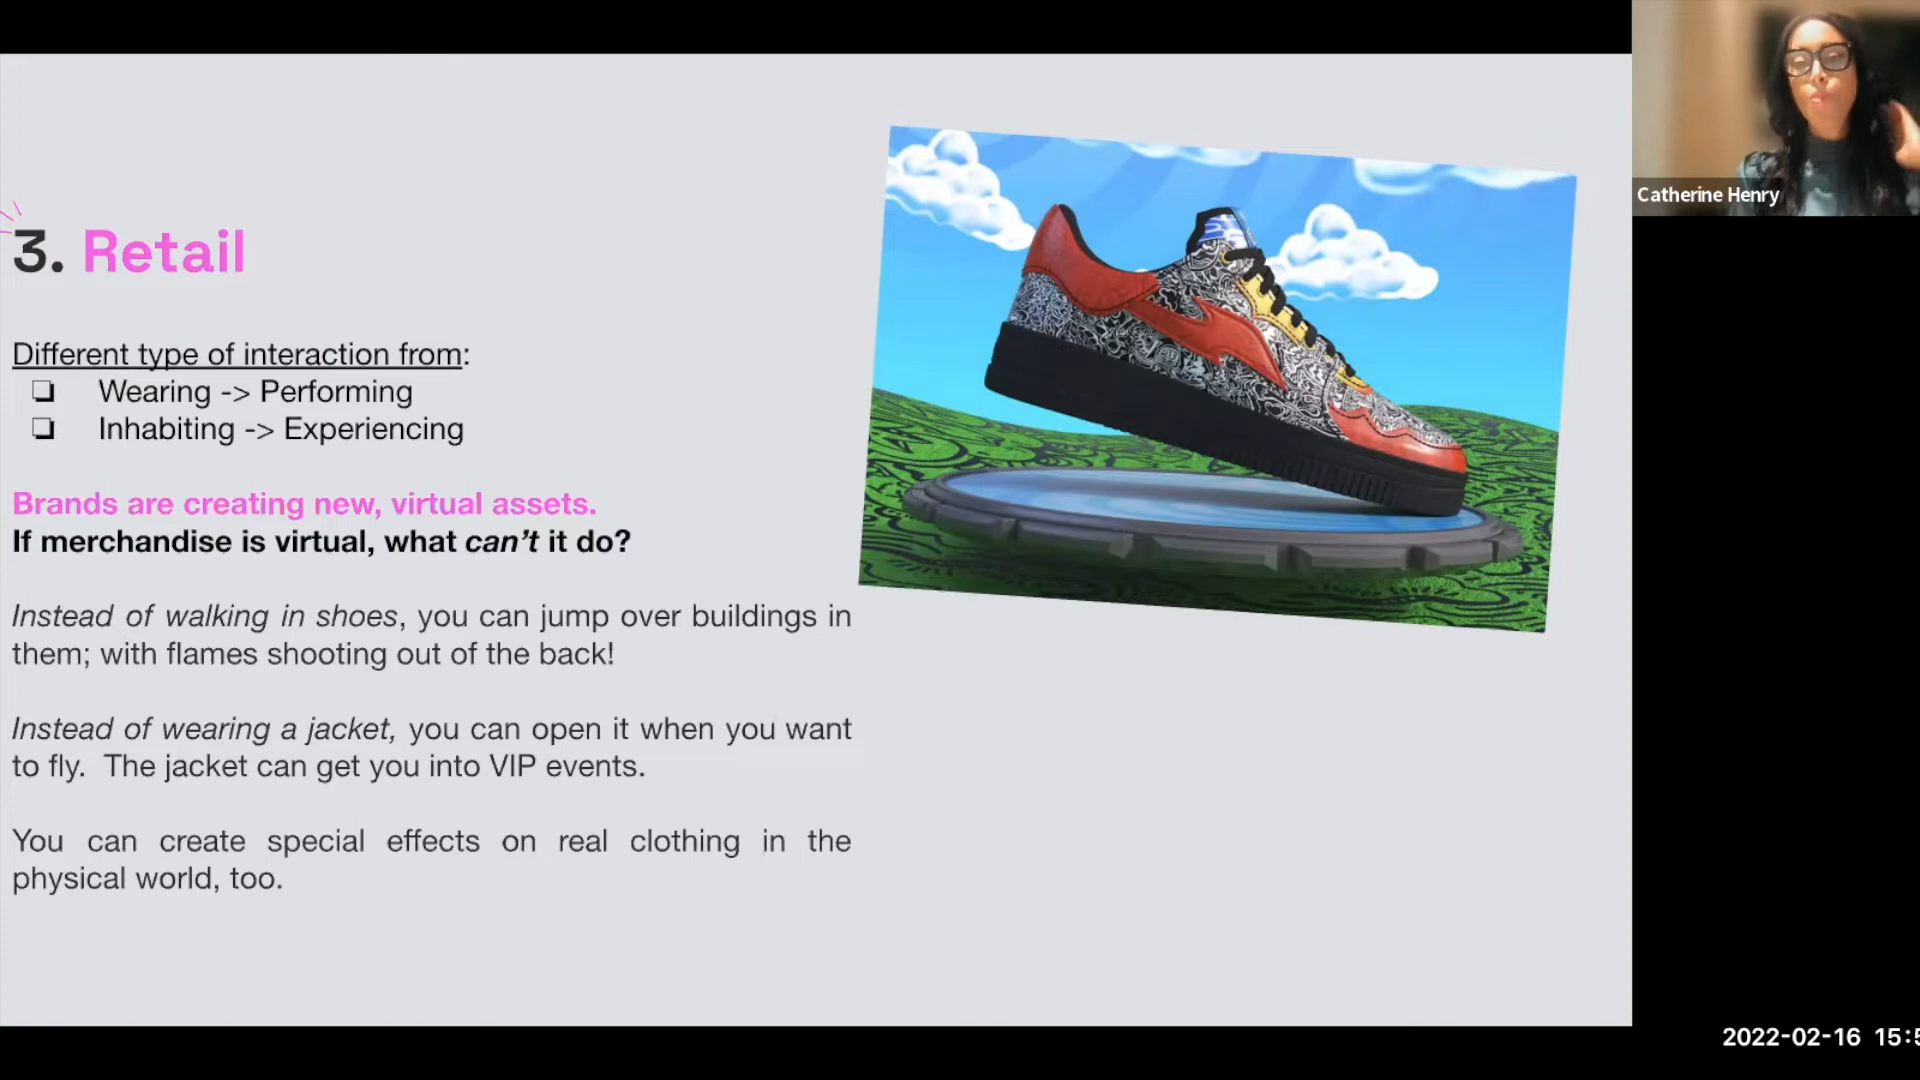 Catherine Henry
3. Retail
Different type of interaction from:
❑ Wearing -> Performing
❑ Inhabiting -> Experiencing
Brands are creating new, virtual assets.
If merchandise is virtual, what can’t it do?
Instead of walking in shoes, you can jump over buildings in
them; with flames shooting out of the back!
Instead of wearing a jacket, you can open it when you want
to fly.  The jacket can get you into VIP events.
You can create special effects on real clothing in the
physical world, too.
2022-02-16 15:5